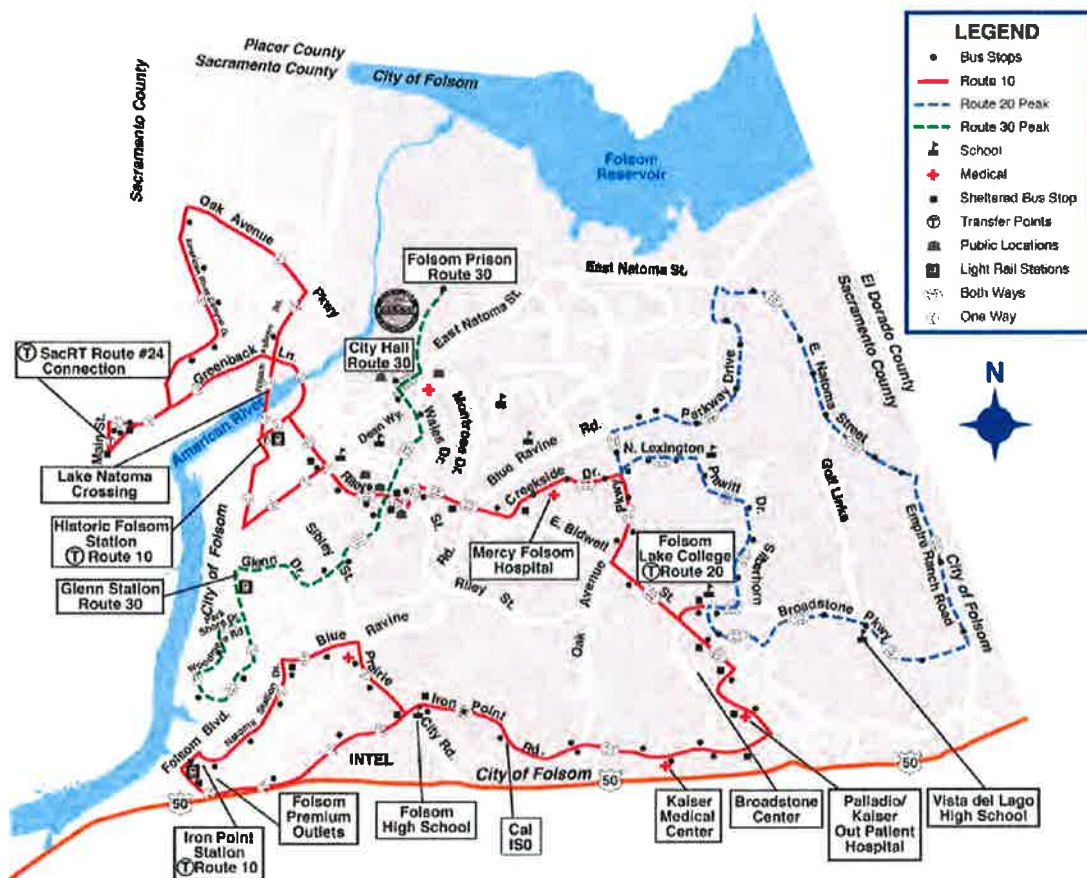 Placer County
Sacramento County
City of Folsom
Sacramento County
Folsom
Reservoir
LEGEND
Bus Stops
Route 10
Route 20 Peak
Route 30 Peak
School
Medical
Sheltered Bus Stop
Transfer Points
Public Locations
Light Rail Stations
Both Ways
One Way
Oak Avenue
Pkwy
Folsom Prison
Route 30
East Natoma St.
East Natoma St.
El Dorado County
Sacramento County
City Hall
Route 30
T SacRT Route #24
Connection
Greenback Ln.
Main St.
American River
Lake Natoma
Crossing
Historic Folsom
Station
T Route 10
Glenn Station
Route 30
City of Folsom
Dean Wy.
Wales Dr.
Montrose Dr.
Riley
St.
Blue Ravine Rd.
Parkway Drive
N. Lexington
Dr.
Creekside Dr.
Pkwy
E. Natoma Street
Golf Links
N
Mercy Folsom
Hospital
E. Bidwell
St.
Folsom
Lake College
T Route 20
Silberhorn
Empire Ranch Road
City of Folsom
Broadstone Pkwy
Glenn Dr.
Sibley St.
Rd.
Riley St.
Oak Avenue
Blue Ravine
Prairie
City Rd.
Iron Point Rd.
Natoma Station Dr.
Folsom Blvd.
INTEL
City of Folsom
50
50
50
Iron Point
Station
T Route 10
Folsom
Premium
Outlets
Folsom
High School
Cal
ISO
Kaiser
Medical
Center
Broadstone
Center
Palladio/
Kaiser
Out Patient
Hospital
Vista del Lago
High School